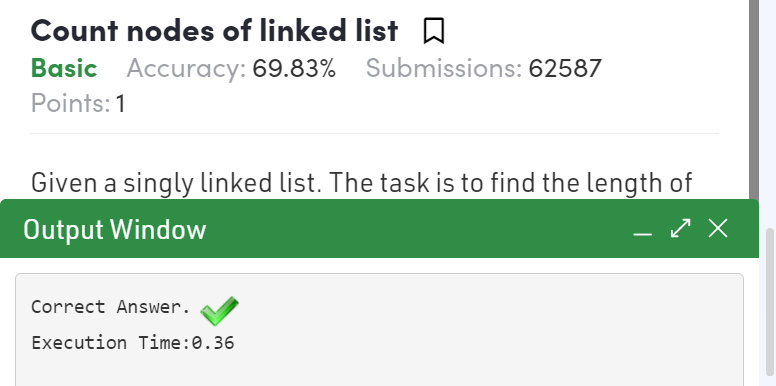 Count nodes of linked list
Basic Accuracy: 69.83% Submissions: 62587
Points: 1
Given a singly linked list. The task is to find the length of
Output Window
Correct Answer.
Execution Time:0.36